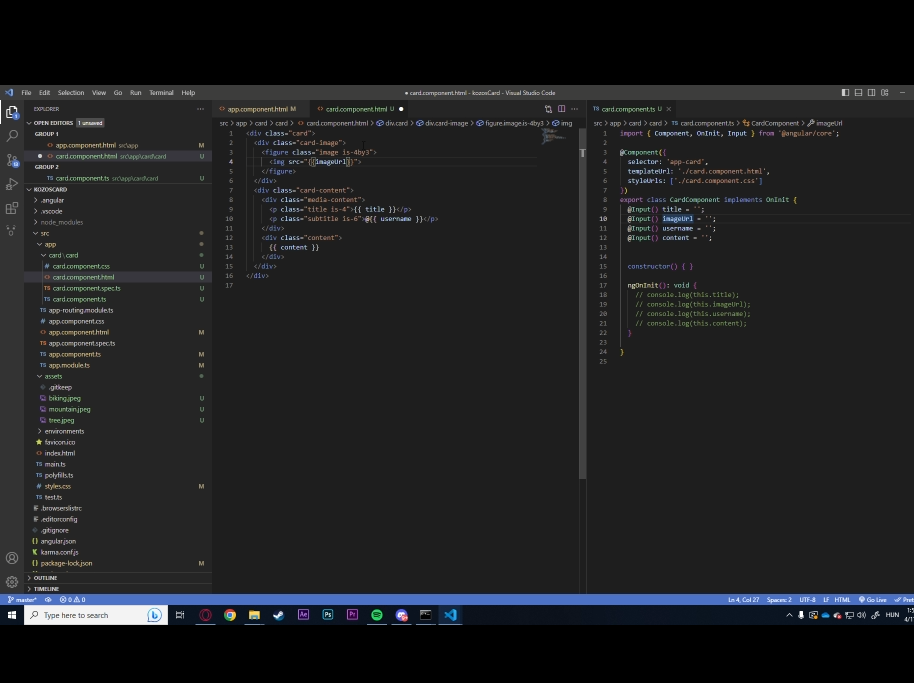 File Edit Selection View Go Run Terminal Help
● card.component.html - kozosCard - Visual Studio Code
EXPLORER
OPEN EDITORS 1 unsaved
GROUP 1
app.component.html src\app M
card.component.html src\app\card\card U
GROUP 2
card.component.ts src\app\card\card U
KOZOSCARD
.angular
.vscode
node_modules
src
app
card \ card
card.component.css U
card.component.html U
card.component.spec.ts U
card.component.ts U
app-routing.module.ts
app.component.css
app.component.html M
app.component.spec.ts
app.component.ts M
app.module.ts M
assets
.gitkeep
biking.jpeg U
mountain.jpeg U
tree.jpeg U
environments
favicon.ico
index.html
main.ts
polyfills.ts
styles.css M
test.ts
.browserslistrc
.editorconfig
.gitignore
angular.json
karma.conf.js
package-lock.json M
OUTLINE
TIMELINE
app.component.html M card.component.html U ●
src > app > card > card > card.component.html > div.card > div.card-image > figure.image.is-4by3 > img
1 <div class="card">
2 <div class="card-image">
3 <figure class="image is-4by3">
4 <img src="{{imageUrl}}">
5 </figure>
6 </div>
7 <div class="card-content">
8 <div class="media-content">
9 <p class="title is-4">{{ title }}</p>
10 <p class="subtitle is-6">@{{ username }}</p>
11 </div>
12 <div class="content">
13 {{ content }}
14 </div>
15 </div>
16 </div>
17
TS card.component.ts U ×
src > app > card > card > TS card.component.ts > CardComponent > imageUrl
1 import { Component, OnInit, Input } from '@angular/core';
2
3 @Component({
4 selector: 'app-card',
5 templateUrl: './card.component.html',
6 styleUrls: ['./card.component.css']
7 })
8 export class CardComponent implements OnInit {
9 @Input() title = '';
10 @Input() imageUrl = '';
11 @Input() username = '';
12 @Input() content = '';
13
14
15 constructor() { }
16
17 ngOnInit(): void {
18 // console.log(this.title);
19 // console.log(this.imageUrl);
20 // console.log(this.username);
21 // console.log(this.content);
22 }
23
24 }
25
master* 0 0 Ln 4, Col 27 Spaces: 2 UTF-8 LF HTML Go Live
Type here to search
HUN